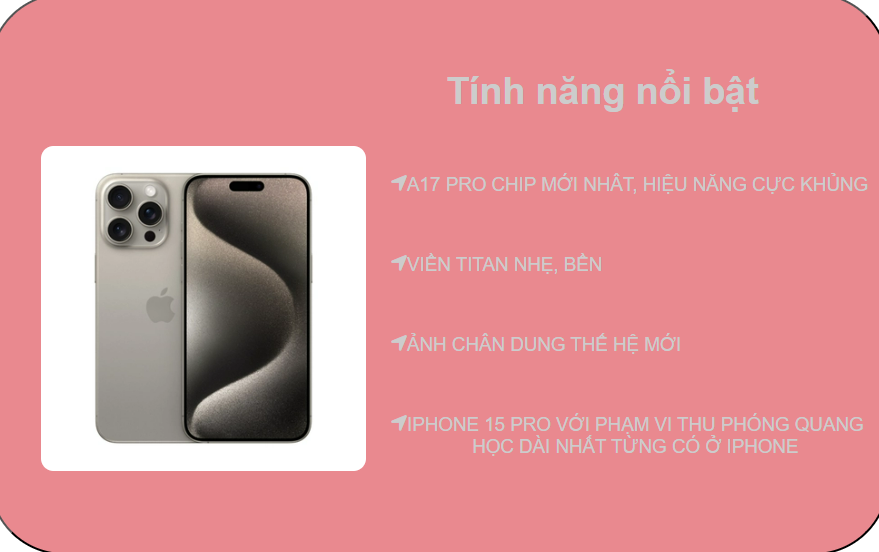 Tính năng nổi bật
A17 PRO CHIP MỚI NHẤT, HIỆU NĂNG CỰC KHỦNG
VIỀN TITAN NHẸ, BỀN
ẢNH CHÂN DUNG THẾ HỆ MỚI
IPHONE 15 PRO VỚI PHẠM VI THU PHÓNG QUANG
HỌC DÀI NHẤT TỪNG CÓ Ở IPHONE